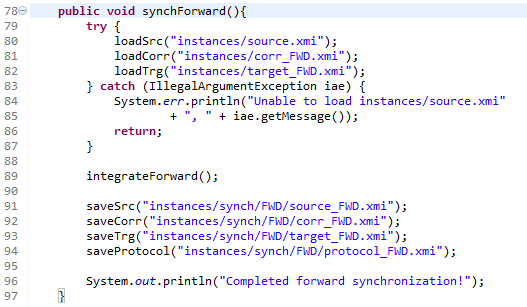 78 public void synchForward(){
79 try {
80 loadSrc("instances/source.xmi");
81 loadCorr("instances/corr_FWD.xmi");
82 loadTrg("instances/target_FWD.xmi");
83 } catch (IllegalArgumentException iae) {
84 System.err.println("Unable to load instances/source.xmi"
85 + ", " + iae.getMessage());
86 return;
87 }
88
89 integrateForward();
90
91 saveSrc("instances/synch/FWD/source_FWD.xmi");
92 saveCorr("instances/synch/FWD/corr_FWD.xmi");
93 saveTrg("instances/synch/FWD/target_FWD.xmi");
94 saveProtocol("instances/synch/FWD/protocol_FWD.xmi");
95
96 System.out.println("Completed forward synchronization!");
97 }